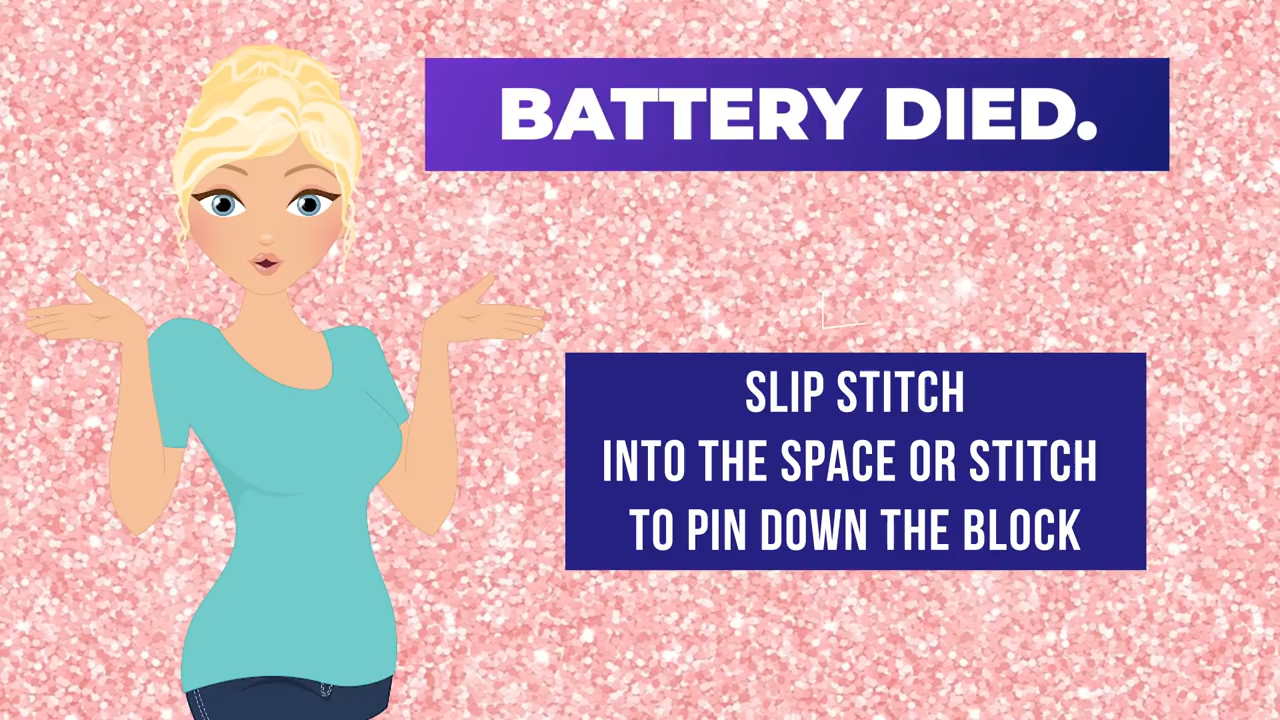 BATTERY DIED.
SLIP STITCH
INTO THE SPACE OR STITCH
TO PIN DOWN THE BLOCK